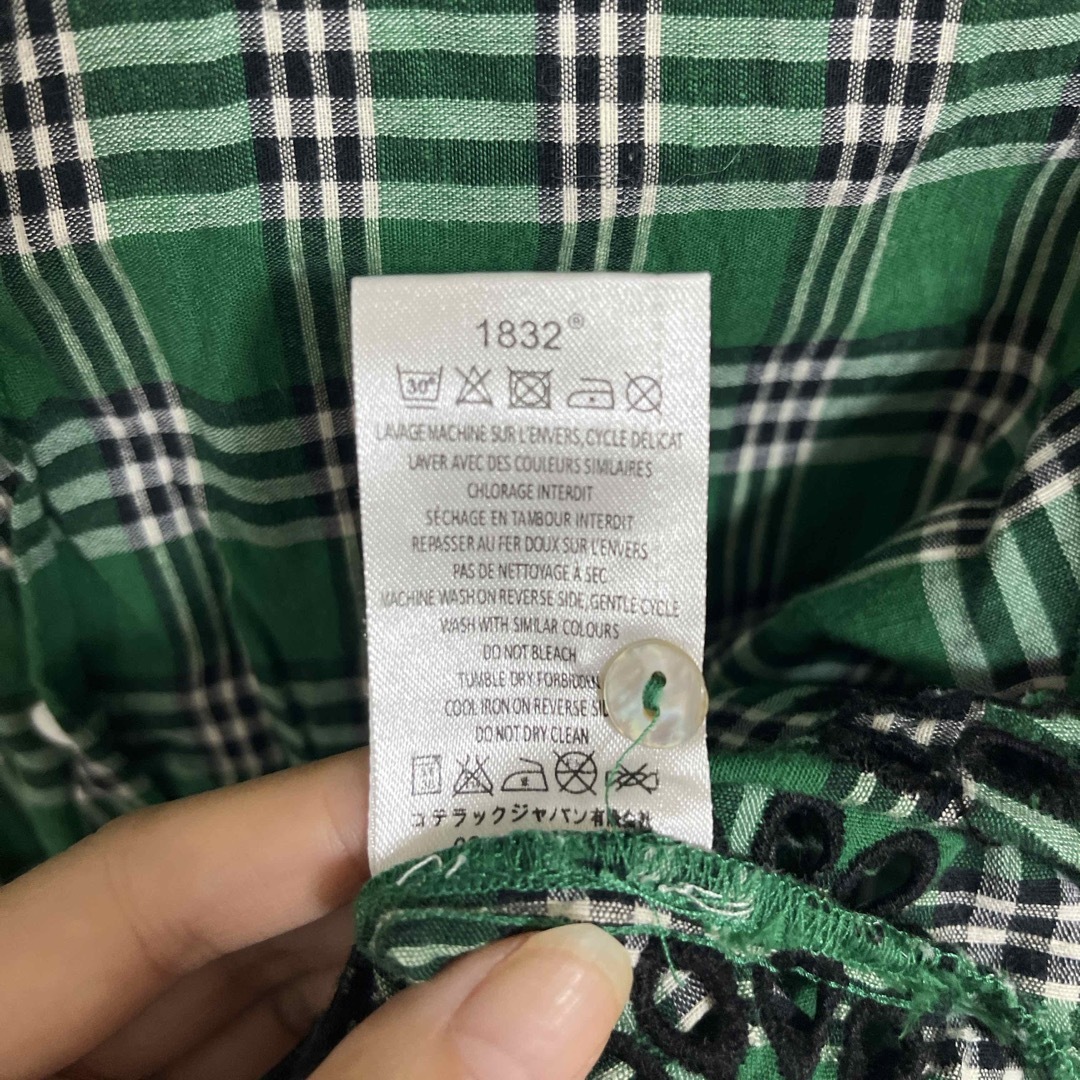 1832®
30°
LAVAGE MACHINE SUR L'ENVERS, CYCLE DELICAT
LAVER AVEC DES COULEURS SIMILAIRES
CHLORAGE INTERDIT
SÉCHAGE EN TAMBOUR INTERDIT
REPASSER AU FER DOUX SUR L'ENVERS
PAS DE NETTOYAGE À SEC
MACHINE WASH ON REVERSE SIDE, GENTLE CYCLE
WASH WITH SIMILAR COLOURS
DO NOT BLEACH
TUMBLE DRY FORBIDDEN
COOL IRON ON REVERSE
DO NOT DRY CLEAN
コテラックジャパン有限会社